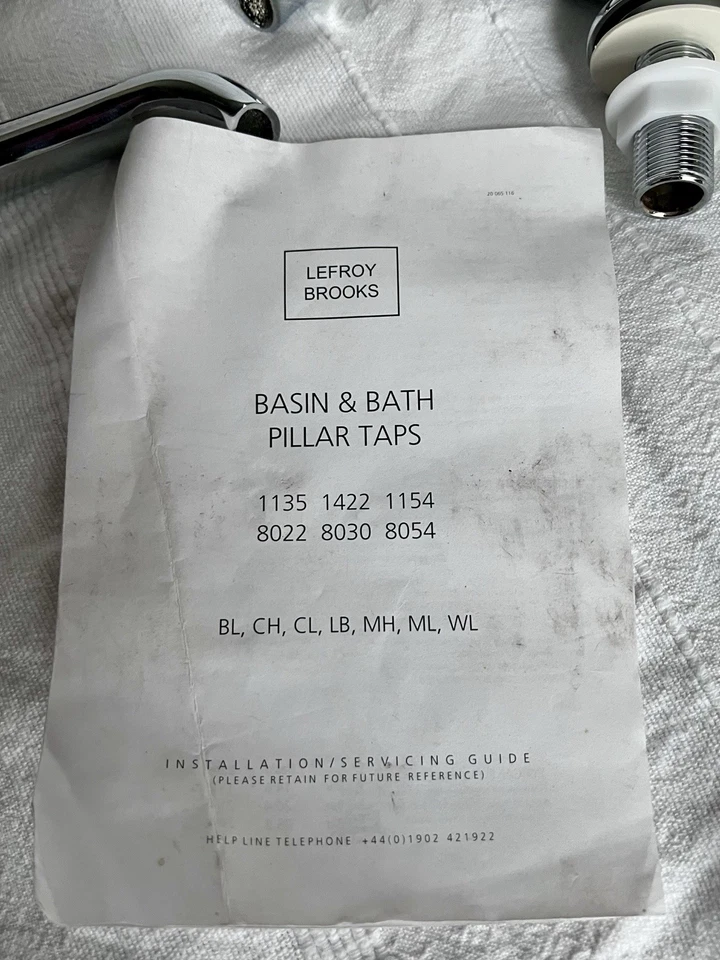 LEFROY
BROOKS
BASIN & BATH
PILLAR TAPS
1135 1422 1154
8022 8030 8054
BL, CH, CL, LB, MH, ML, WL
INSTALLATION/SERVICING GUIDE
(PLEASE RETAIN FOR FUTURE REFERENCE)
HELP LINE TELEPHONE +44(0)1902 421922